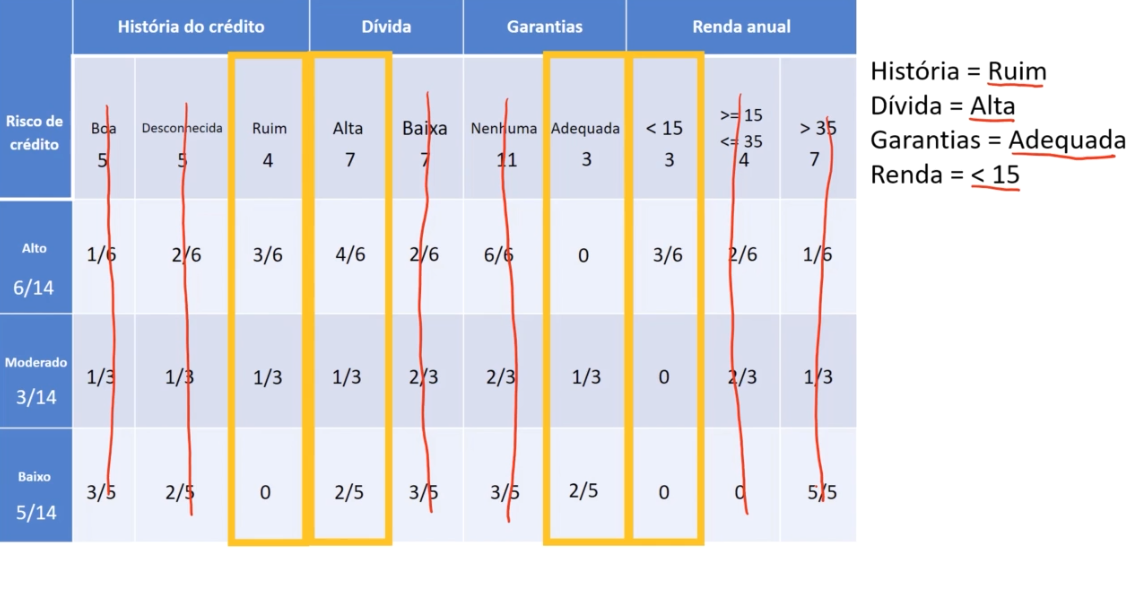 História do crédito Dívida Garantias Renda anual
Risco de crédito Boa 5 Desconhecida 5 Ruim 4 Alta 7 Baixa 7 Nenhuma 11 Adequada 3 < 15 3 >= 15 <= 35 4 > 35 7
Alto 6/14 1/6 2/6 3/6 4/6 2/6 6/6 0 3/6 2/6 1/6
Moderado 3/14 1/3 1/3 1/3 1/3 2/3 2/3 1/3 0 2/3 1/3
Baixo 5/14 3/5 2/5 0 2/5 3/5 3/5 2/5 0 0 5/5
História = Ruim
Dívida = Alta
Garantias = Adequada
Renda = < 15